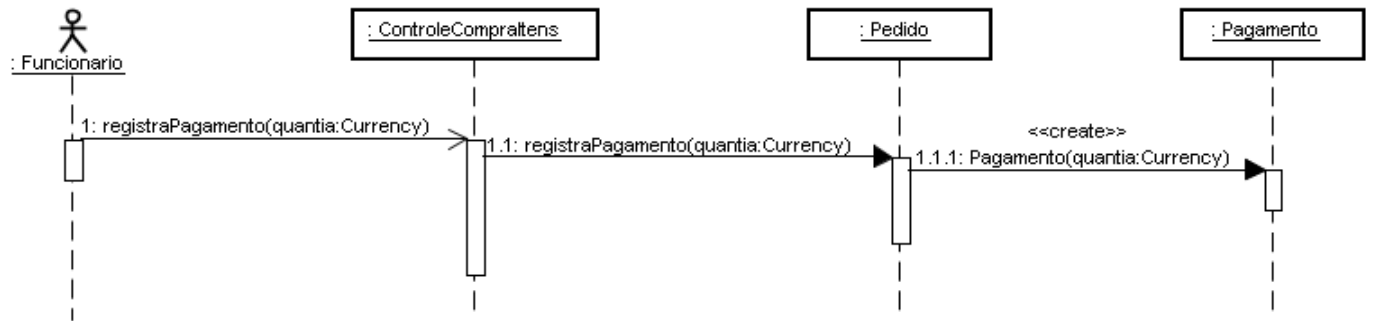 : Funcionario
: ControleCompraItens
: Pedido
: Pagamento
1: registraPagamento(quantia:Currency)
1.1: registraPagamento(quantia:Currency)
<<create>>
1.1.1: Pagamento(quantia:Currency)